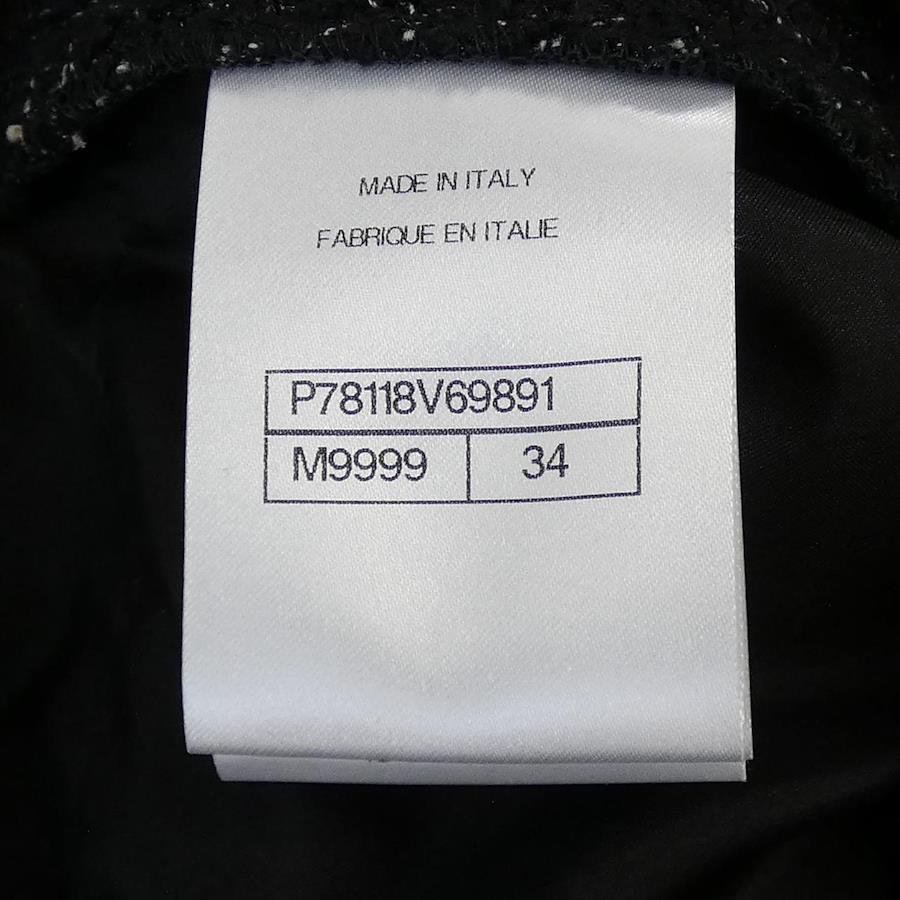 MADE IN ITALY
FABRIQUE EN ITALIE
P78118V69891
M9999 34